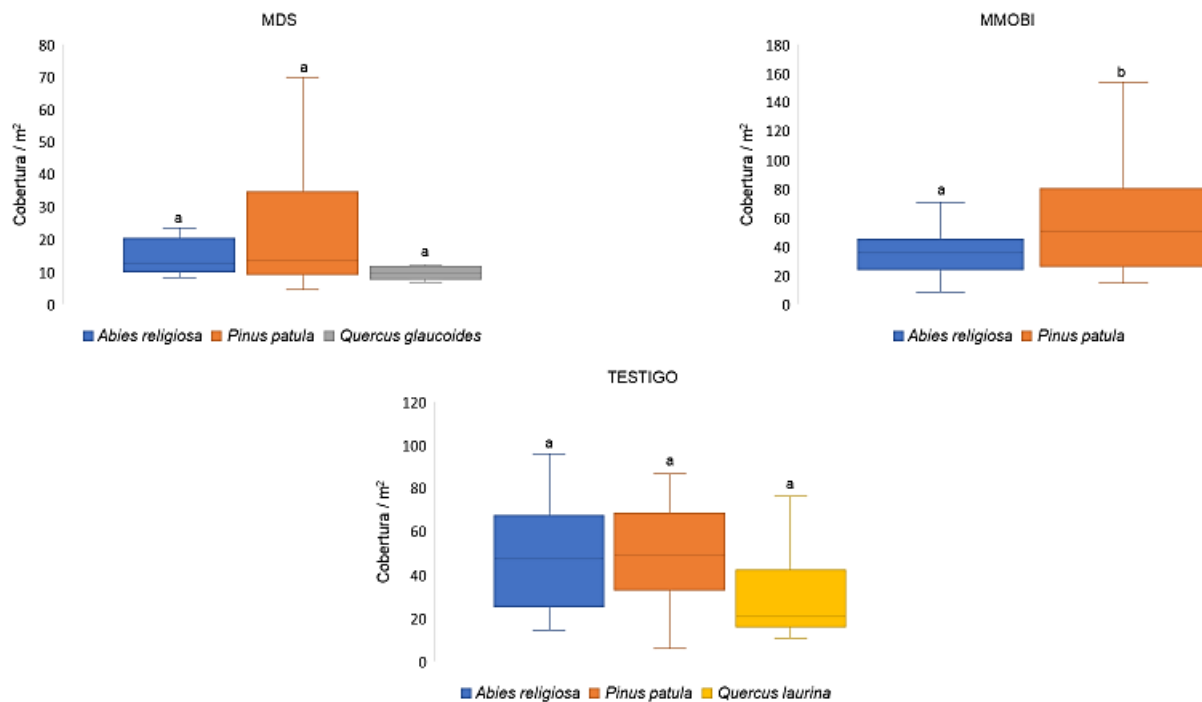 MDS
80
70
60
50
40
30
20
10
0
Cobertura / m²
a
a
a
Abies religiosa Pinus patula Quercus glaucoides
MMOBI
180
160
140
120
100
80
60
40
20
0
Cobertura / m²
a
b
Abies religiosa Pinus patula
TESTIGO
120
100
80
60
40
20
0
Cobertura / m²
a
a
a
Abies religiosa Pinus patula Quercus laurina